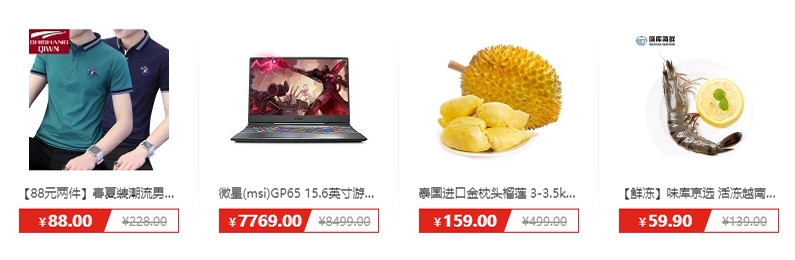 SHISHANG
QIWN
味库海鲜
【88元两件】春夏装潮流男...
¥88.00 ¥228.00
微星(msi)GP65 15.6英寸游...
¥7769.00 ¥8499.00
泰国进口金枕头榴莲 3-3.5k...
¥159.00 ¥499.00
【鲜冻】味库京选 活冻越南...
¥59.90 ¥139.00